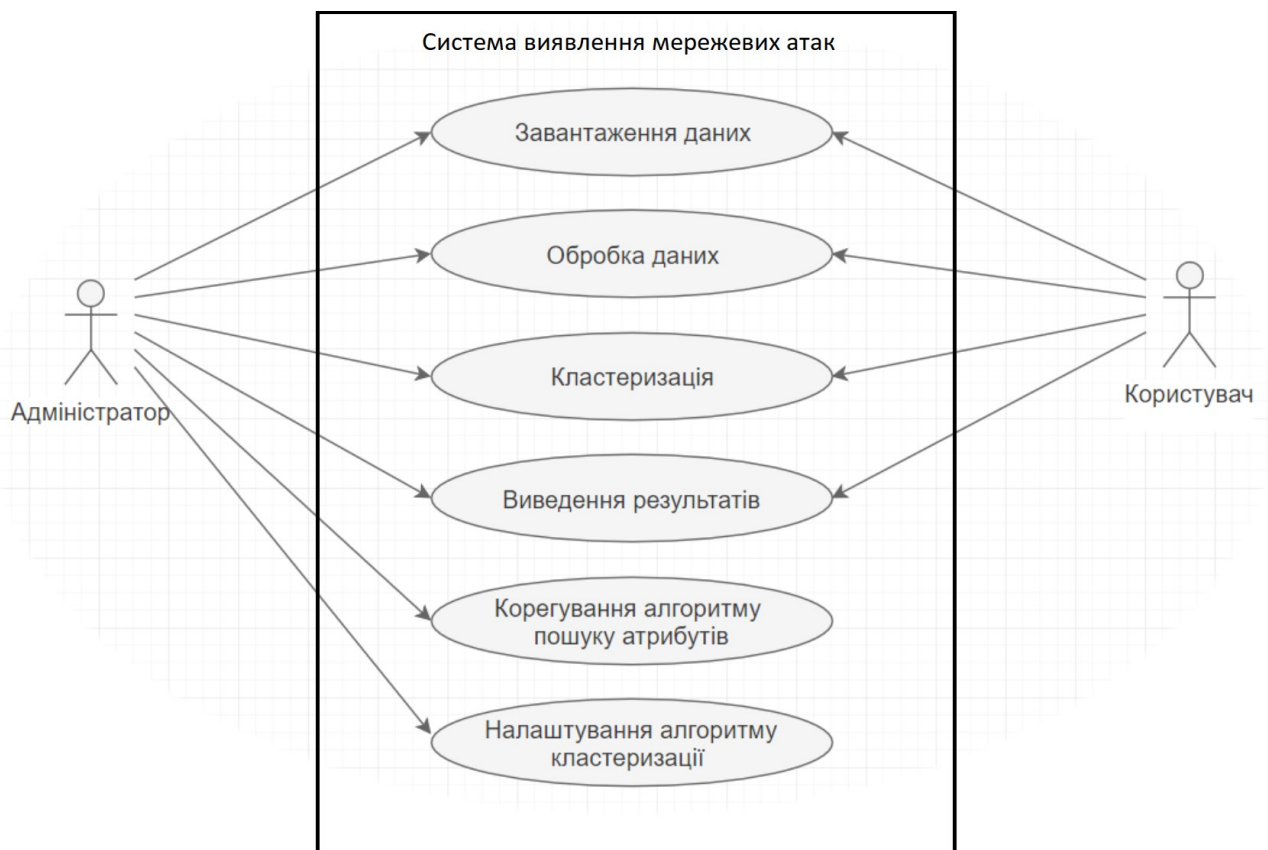 Система виявлення мережевих атак
Завантаження даних
Обробка даних
Кластеризація
Адміністратор
Користувач
Виведення результатів
Корегування алгоритму
пошуку атрибутів
Налаштування алгоритму
кластеризації